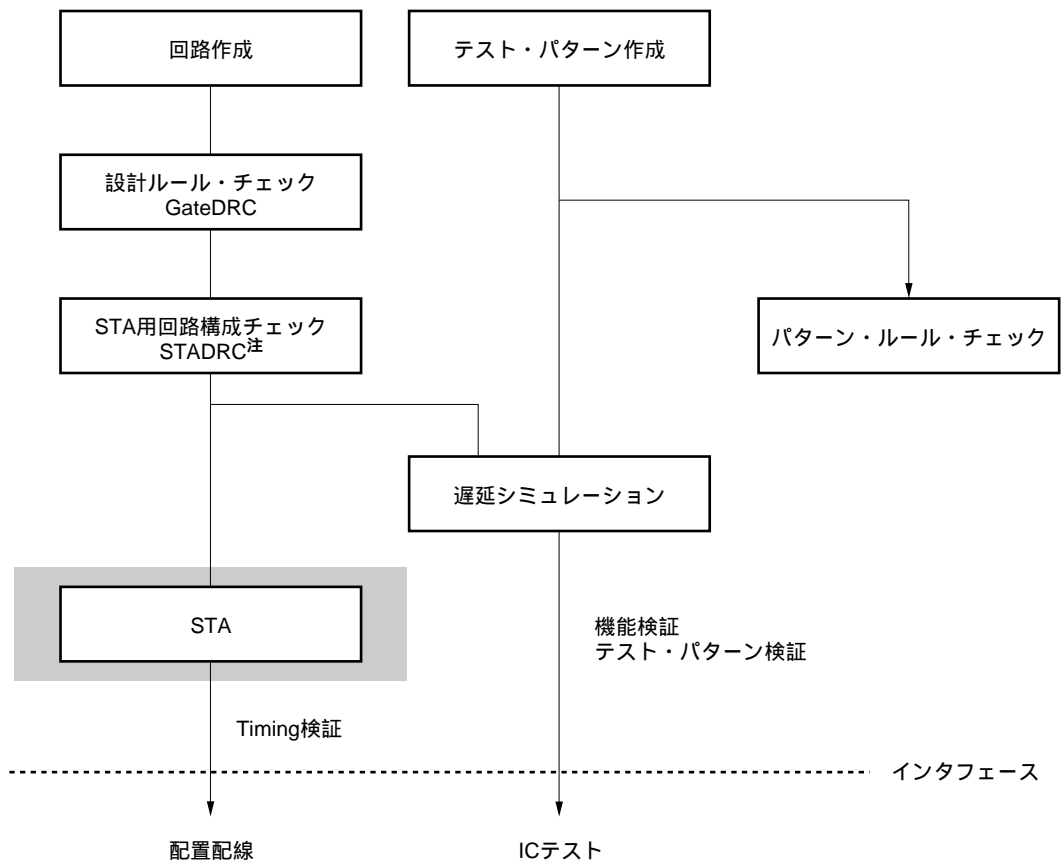 回路作成
テスト・パターン作成
設計ルール・チェック
GateDRC
STA用回路構成チェック
STADRC注
パターン・ルール・チェック
遅延シミュレーション
STA
機能検証
テスト・パターン検証
Timing検証
インタフェース
配置配線
ICテスト